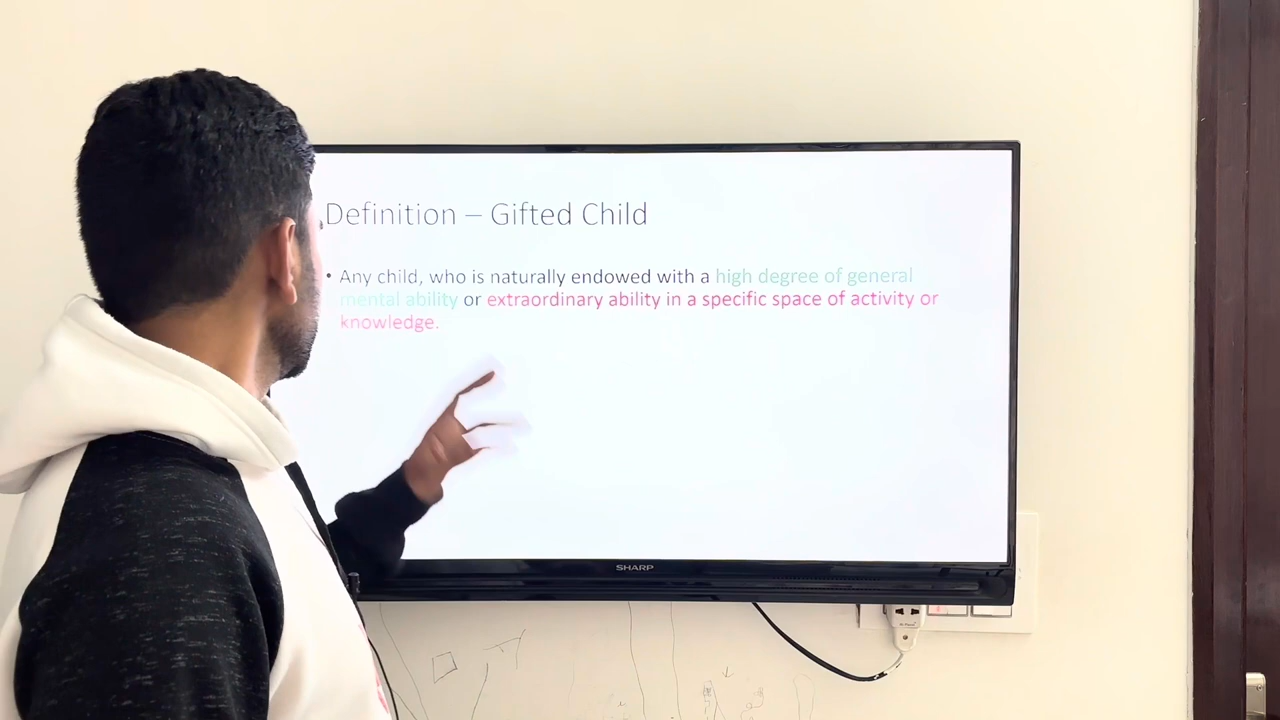 Definition – Gifted Child
• Any child, who is naturally endowed with a high degree of general
mental ability or extraordinary ability in a specific space of activity or
knowledge.
SHARP